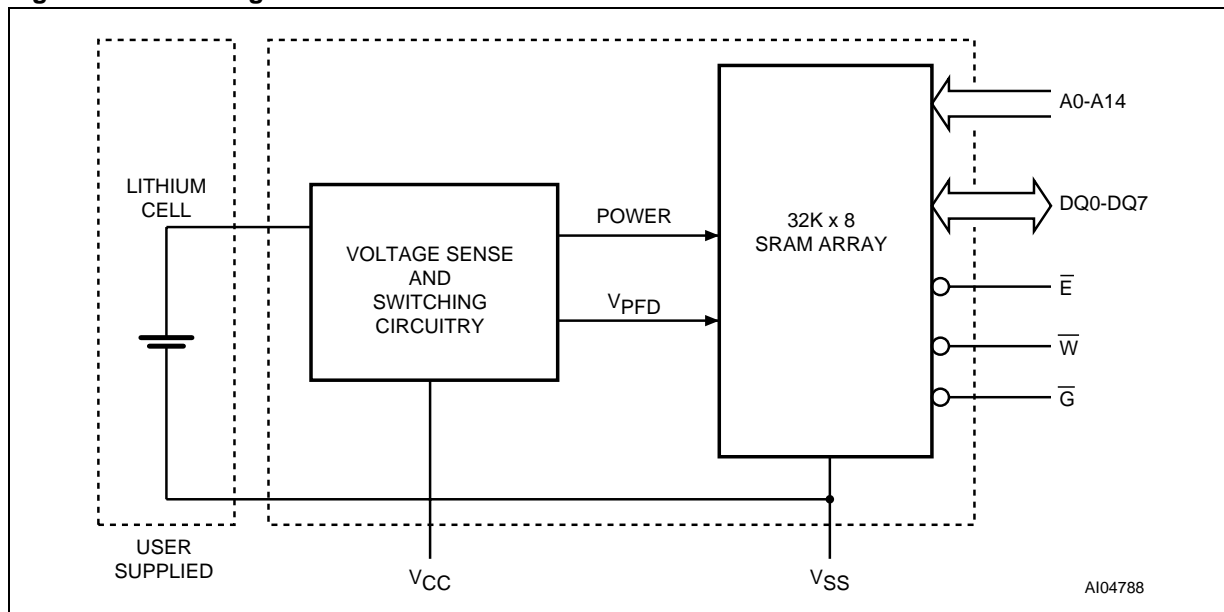 LITHIUM
CELL
VOLTAGE SENSE
AND
SWITCHING
CIRCUITRY
POWER
VPFD
32K x 8
SRAM ARRAY
A0-A14
DQ0-DQ7
E̅
W̅
G̅
USER
SUPPLIED
VCC
VSS
AI04788